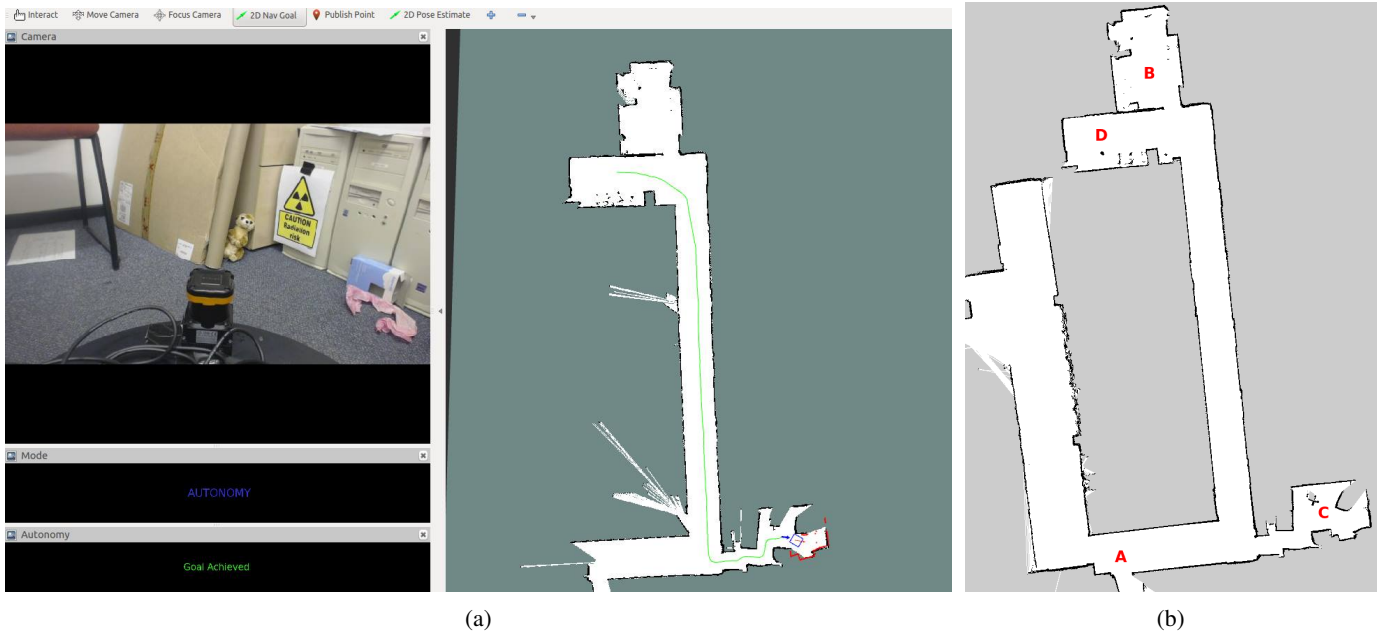 Interact Move Camera Focus Camera 2D Nav Goal Publish Point 2D Pose Estimate
Camera
CAUTION
Radiation
risk
Mode
AUTONOMY
Autonomy
Goal Achieved
(a)
B
D
C
A
(b)